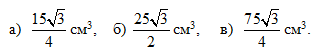 а) 15√3/4 см³, б) 25√3/2 см³, в) 75√3/4 см³.